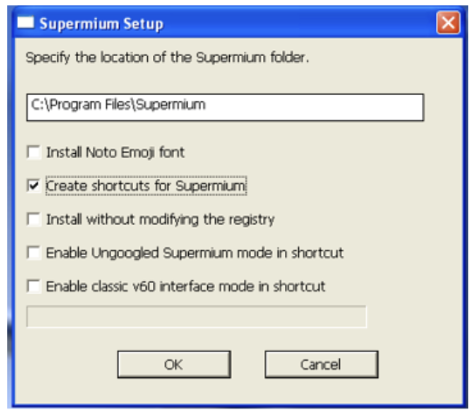 Supermium Setup
Specify the location of the Supermium folder.
C:\Program Files\Supermium
Install Noto Emoji font
Create shortcuts for Supermium
Install without modifying the registry
Enable Ungoogled Supermium mode in shortcut
Enable classic v60 interface mode in shortcut
OK
Cancel